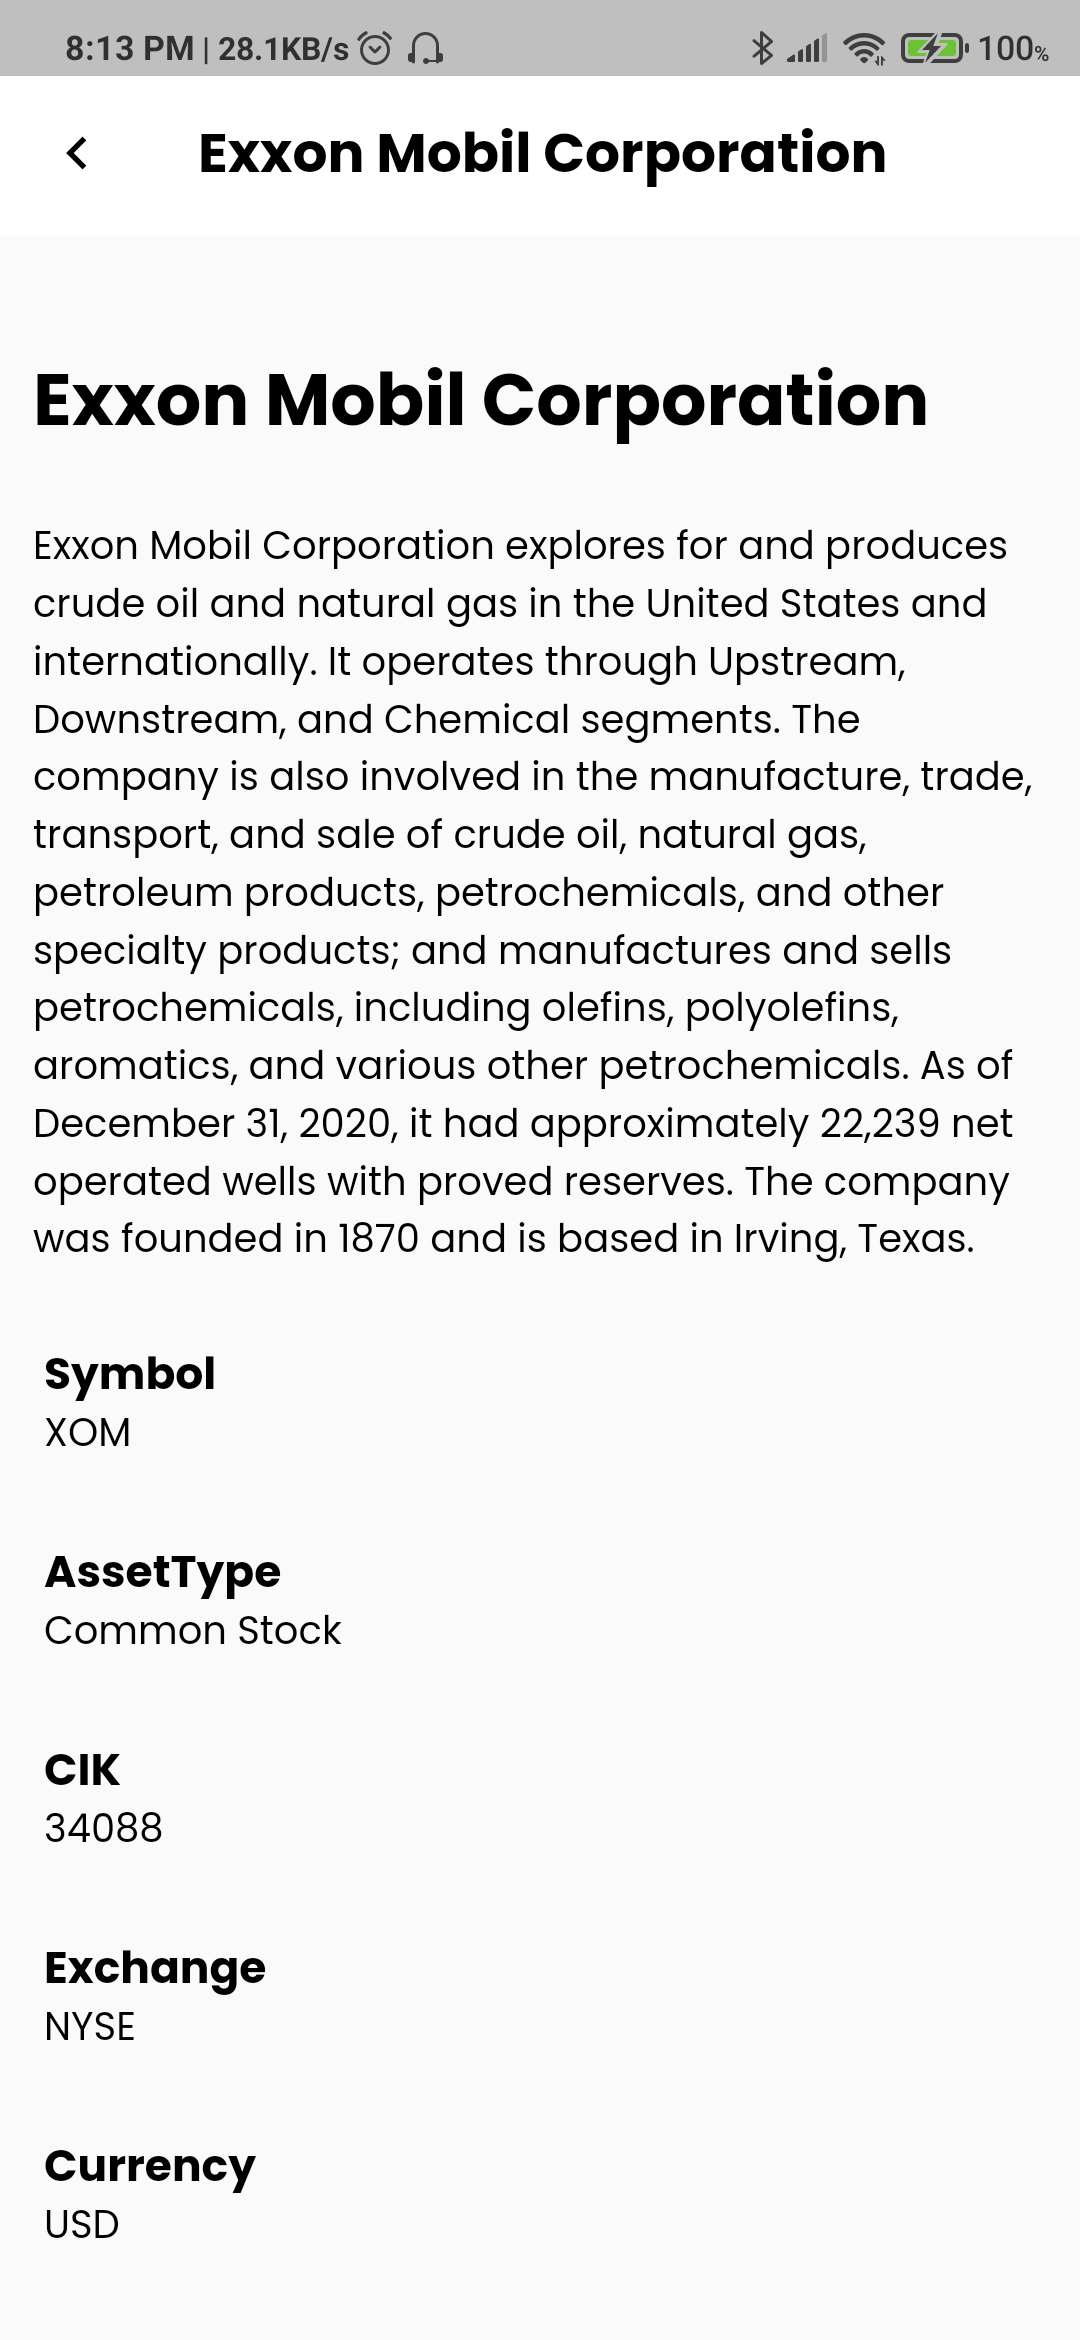 8:13 PM | 28.1KB/s 100%
Exxon Mobil Corporation
Exxon Mobil Corporation
Exxon Mobil Corporation explores for and produces
crude oil and natural gas in the United States and
internationally. It operates through Upstream,
Downstream, and Chemical segments. The
company is also involved in the manufacture, trade,
transport, and sale of crude oil, natural gas,
petroleum products, petrochemicals, and other
specialty products; and manufactures and sells
petrochemicals, including olefins, polyolefins,
aromatics, and various other petrochemicals. As of
December 31, 2020, it had approximately 22,239 net
operated wells with proved reserves. The company
was founded in 1870 and is based in Irving, Texas.
Symbol
XOM
AssetType
Common Stock
CIK
34088
Exchange
NYSE
Currency
USD